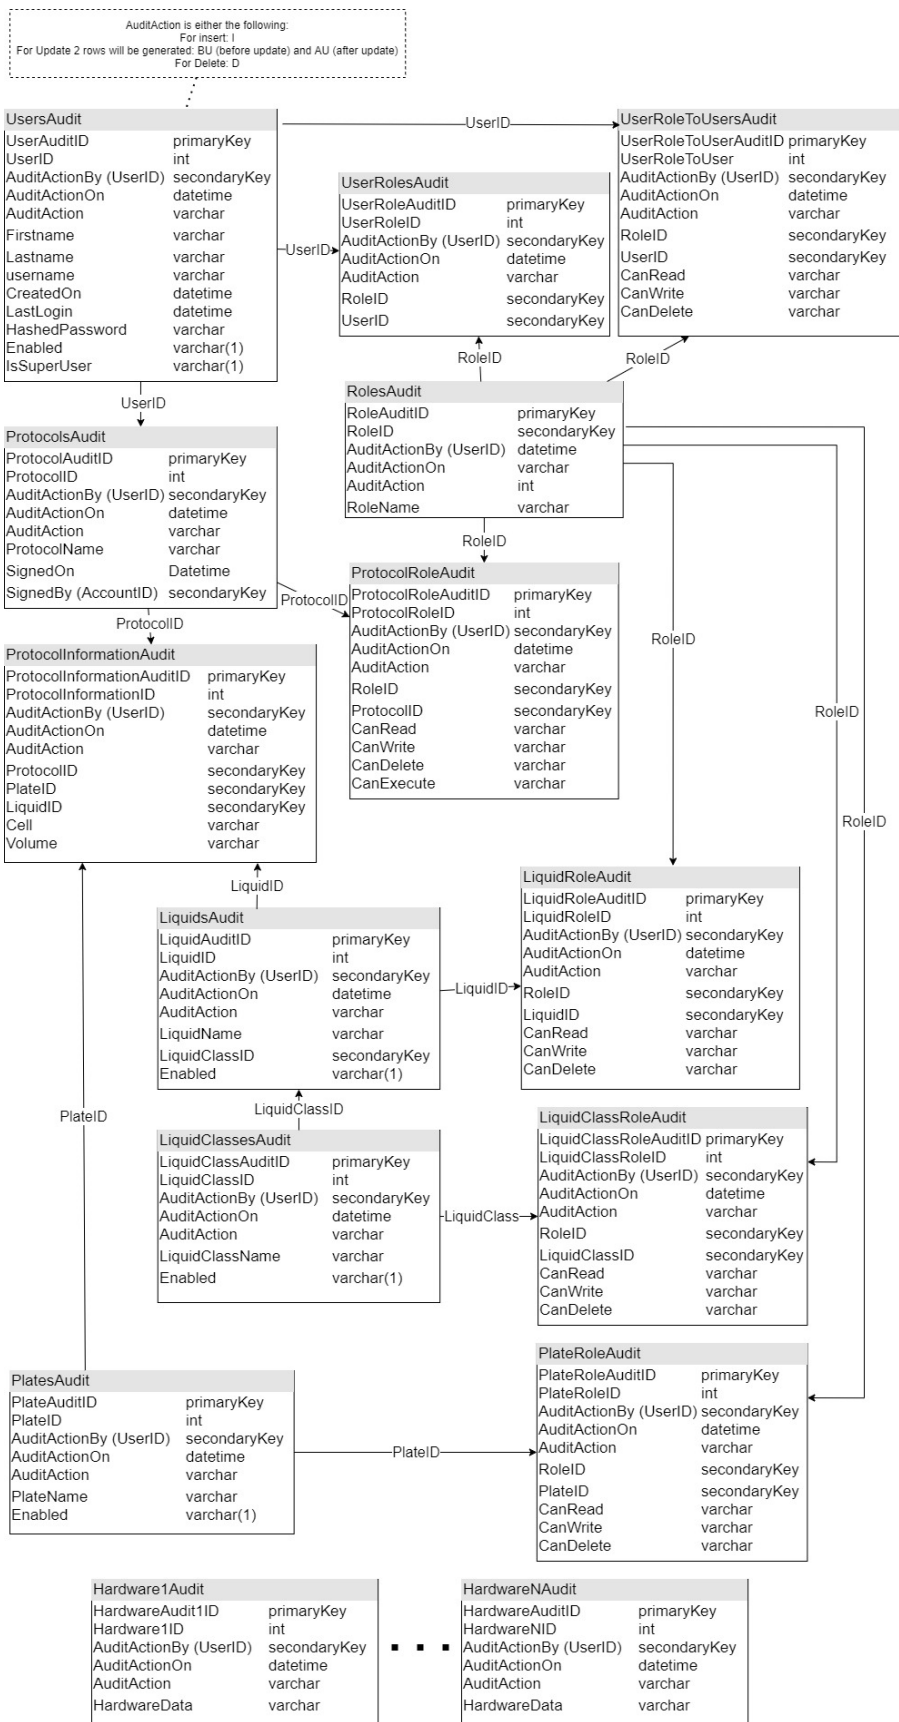 AuditAction is either the following:
For insert: I
For Update 2 rows will be generated: BU (before update) and AU (after update)
For Delete: D
UsersAudit
UserAuditID primaryKey
UserID int
AuditActionBy (UserID) secondaryKey
AuditActionOn datetime
AuditAction varchar
Firstname varchar
Lastname varchar
username varchar
CreatedOn datetime
LastLogin datetime
HashedPassword varchar
Enabled varchar(1)
IsSuperUser varchar(1)
UserID
UserRoleToUsersAudit
UserRoleToUserAuditID primaryKey
UserRoleToUser int
AuditActionBy (UserID) secondaryKey
AuditActionOn datetime
AuditAction varchar
RoleID secondaryKey
UserID secondaryKey
CanRead varchar
CanWrite varchar
CanDelete varchar
UserID
UserRolesAudit
UserRoleAuditID primaryKey
UserRoleID int
AuditActionBy (UserID) secondaryKey
AuditActionOn datetime
AuditAction varchar
RoleID secondaryKey
UserID secondaryKey
RoleID
RoleID
RolesAudit
RoleAuditID primaryKey
RoleID secondaryKey
AuditActionBy (UserID) datetime
AuditActionOn varchar
AuditAction int
RoleName varchar
UserID
ProtocolsAudit
ProtocolAuditID primaryKey
ProtocolID int
AuditActionBy (UserID) secondaryKey
AuditActionOn datetime
AuditAction varchar
ProtocolName varchar
SignedOn Datetime
SignedBy (AccountID) secondaryKey
RoleID
ProtocolID
ProtocolRoleAudit
ProtocolRoleAuditID primaryKey
ProtocolRoleID int
AuditActionBy (UserID) secondaryKey
AuditActionOn datetime
AuditAction varchar
RoleID secondaryKey
ProtocolID secondaryKey
CanRead varchar
CanWrite varchar
CanDelete varchar
CanExecute varchar
ProtocolID
ProtocolInformationAudit
ProtocolInformationAuditID primaryKey
ProtocolInformationID int
AuditActionBy (UserID) secondaryKey
AuditActionOn datetime
AuditAction varchar
ProtocolID secondaryKey
PlateID secondaryKey
LiquidID secondaryKey
Cell varchar
Volume varchar
RoleID
RoleID
RoleID
LiquidID
LiquidsAudit
LiquidAuditID primaryKey
LiquidID int
AuditActionBy (UserID) secondaryKey
AuditActionOn datetime
AuditAction varchar
LiquidName varchar
LiquidClassID secondaryKey
Enabled varchar(1)
LiquidID
LiquidRoleAudit
LiquidRoleAuditID primaryKey
LiquidRoleID int
AuditActionBy (UserID) secondaryKey
AuditActionOn datetime
AuditAction varchar
RoleID secondaryKey
LiquidID secondaryKey
CanRead varchar
CanWrite varchar
CanDelete varchar
PlateID
LiquidClassID
LiquidClassesAudit
LiquidClassAuditID primaryKey
LiquidClassID int
AuditActionBy (UserID) secondaryKey
AuditActionOn datetime
AuditAction varchar
LiquidClassName varchar
Enabled varchar(1)
LiquidClass
LiquidClassRoleAudit
LiquidClassRoleAuditID primaryKey
LiquidClassRoleID int
AuditActionBy (UserID) secondaryKey
AuditActionOn datetime
AuditAction varchar
RoleID secondaryKey
LiquidClassID secondaryKey
CanRead varchar
CanWrite varchar
CanDelete varchar
PlatesAudit
PlateAuditID primaryKey
PlateID int
AuditActionBy (UserID) secondaryKey
AuditActionOn datetime
AuditAction varchar
PlateName varchar
Enabled varchar(1)
PlateID
PlateRoleAudit
PlateRoleAuditID primaryKey
PlateRoleID int
AuditActionBy (UserID) secondaryKey
AuditActionOn datetime
AuditAction varchar
RoleID secondaryKey
PlateID secondaryKey
CanRead varchar
CanWrite varchar
CanDelete varchar
Hardware1Audit
HardwareAudit1ID primaryKey
Hardware1ID int
AuditActionBy (UserID) secondaryKey
AuditActionOn datetime
AuditAction varchar
HardwareData varchar
HardwareNAudit
HardwareAuditID primaryKey
HardwareNID int
AuditActionBy (UserID) secondaryKey
AuditActionOn datetime
AuditAction varchar
HardwareData varchar